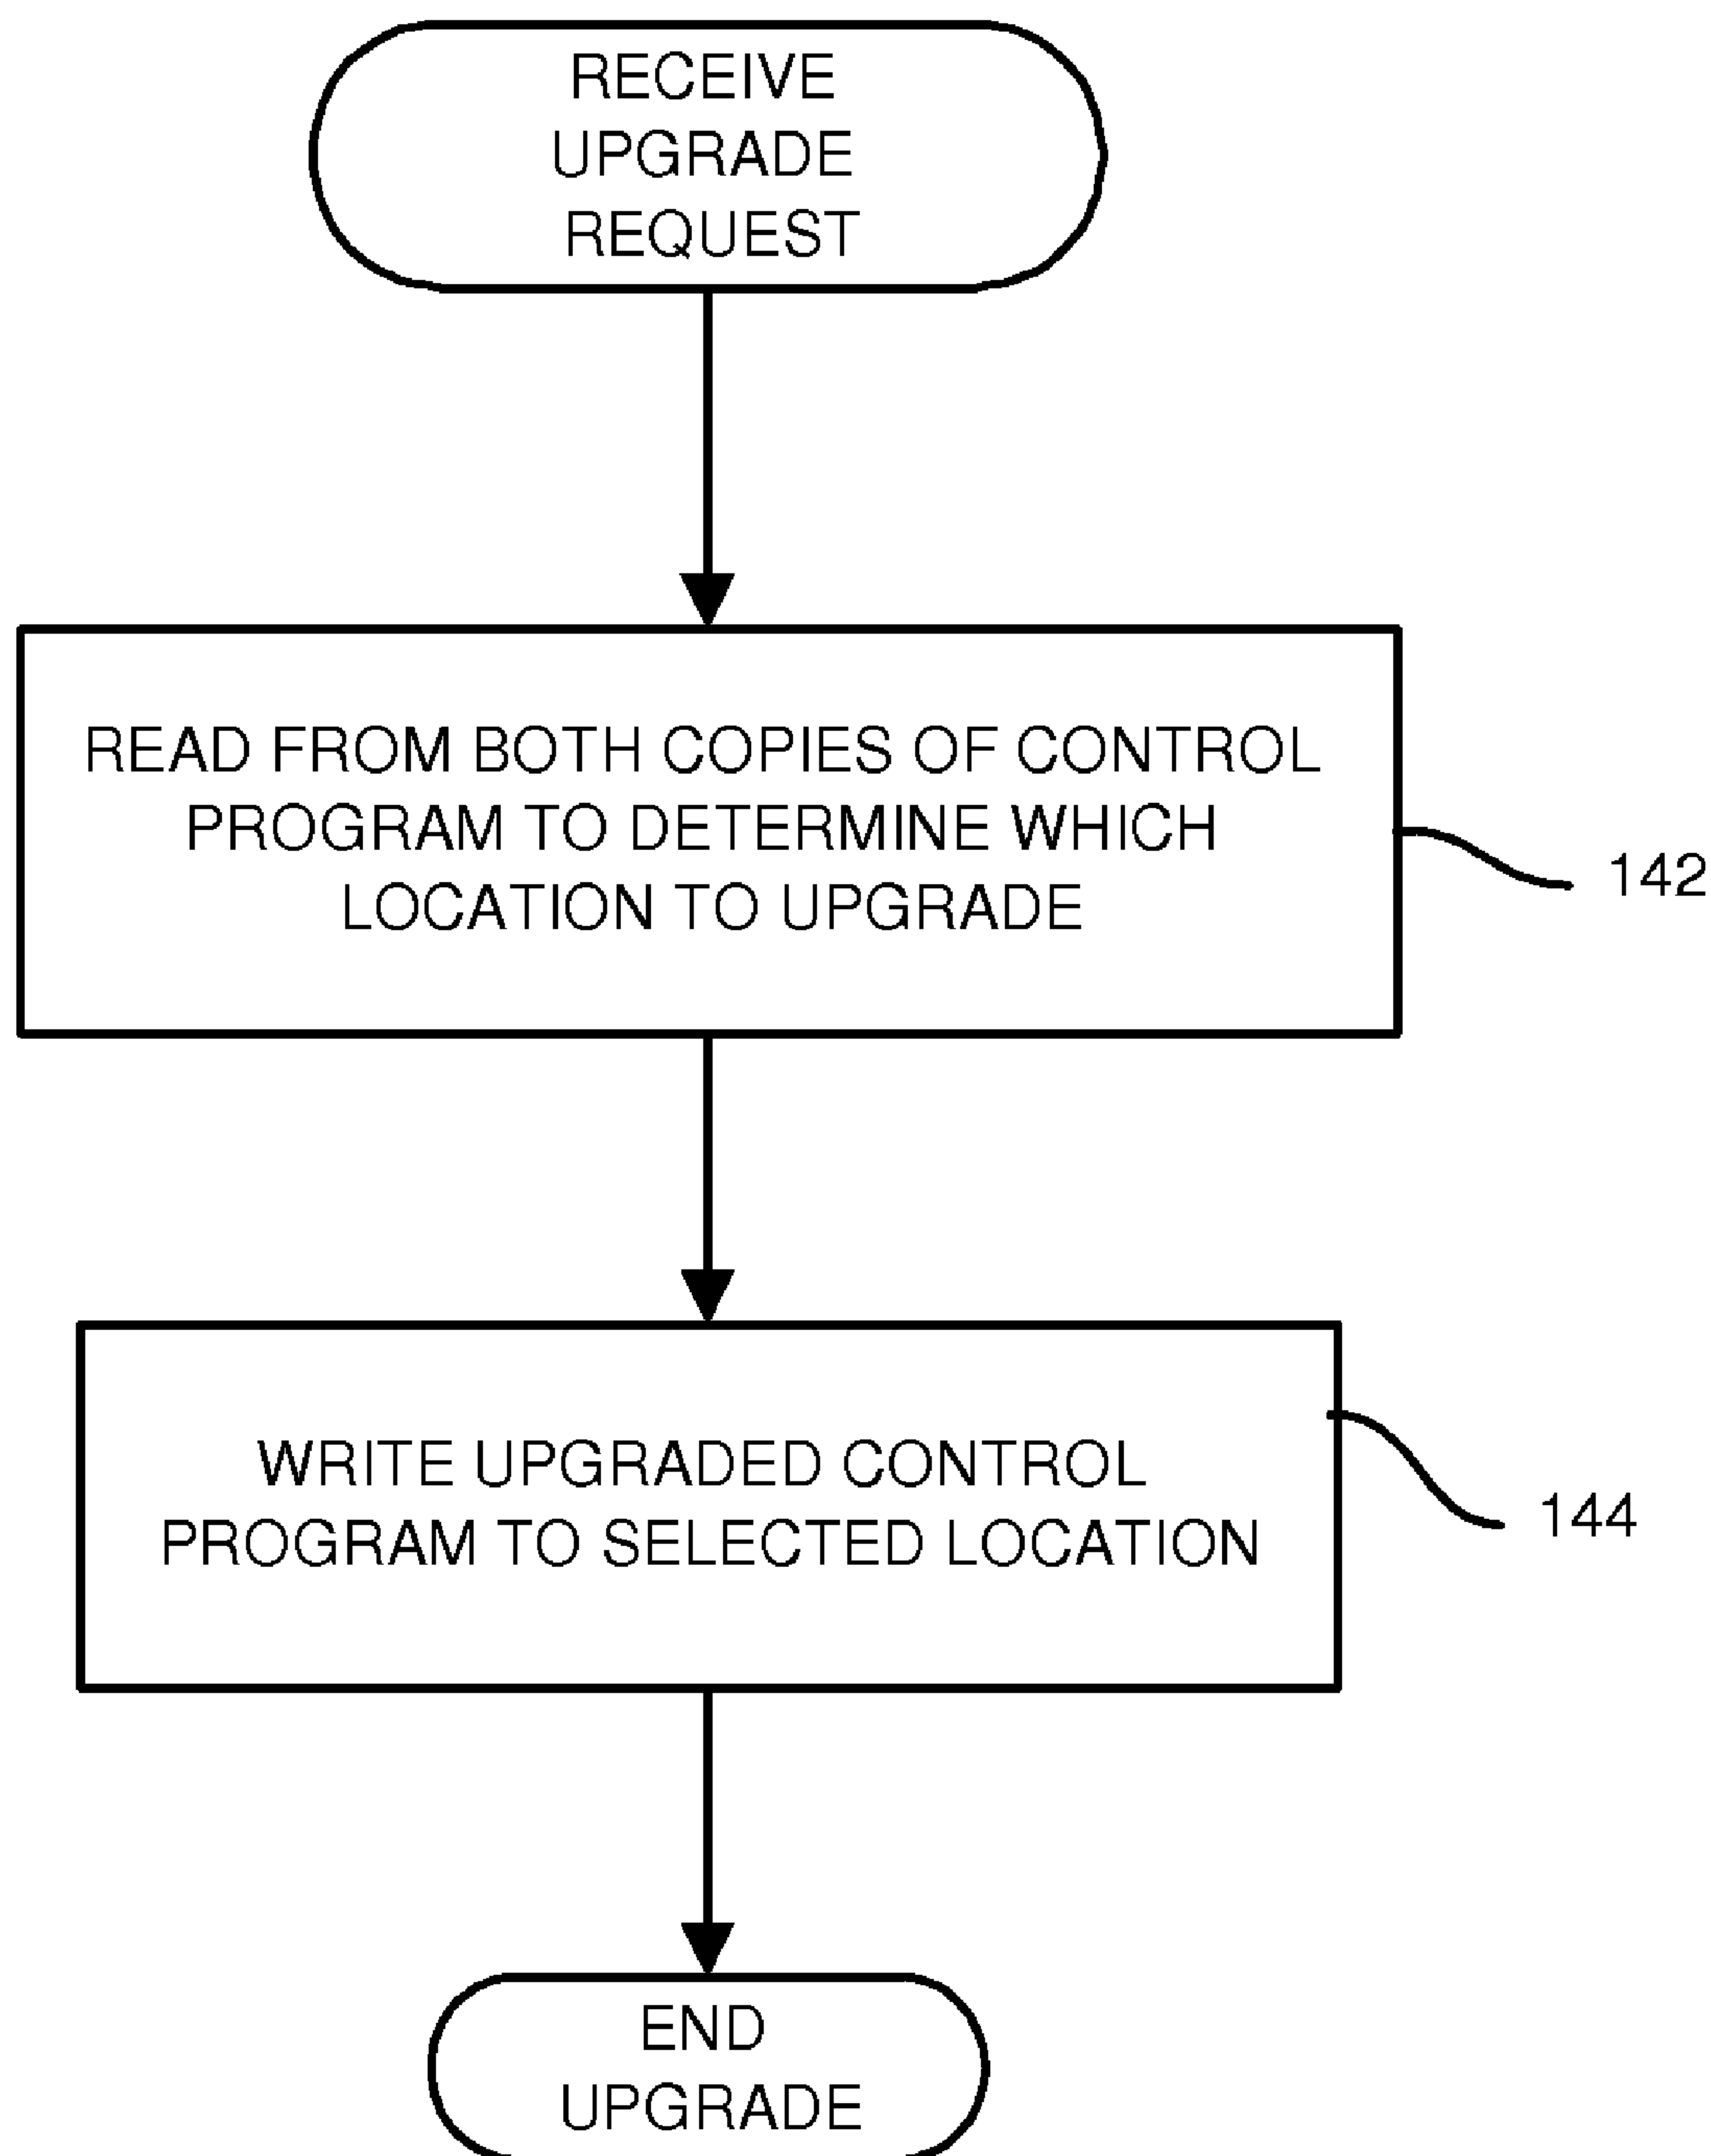 RECEIVE
UPGRADE
REQUEST
READ FROM BOTH COPIES OF CONTROL
PROGRAM TO DETERMINE WHICH
LOCATION TO UPGRADE
142
WRITE UPGRADED CONTROL
PROGRAM TO SELECTED LOCATION
144
END
UPGRADE